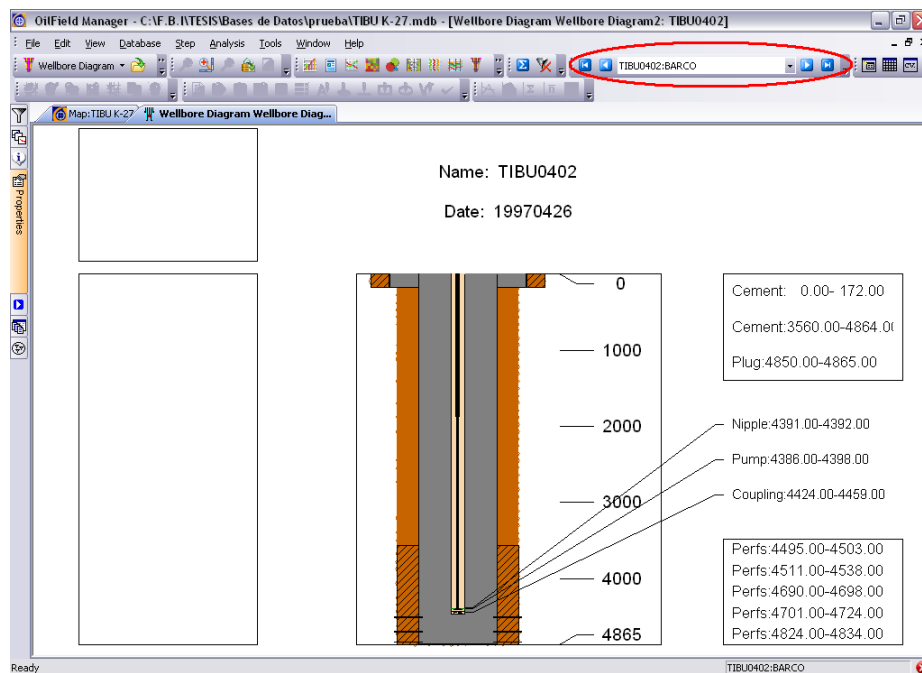 OilField Manager - C:\F.B.I\TESIS\Bases de Datos\prueba\TIBU K-27.mdb - [Wellbore Diagram Wellbore Diagram2: TIBU0402]
File Edit View Database Step Analysis Tools Window Help
Wellbore Diagram
TIBU0402:BARCO
Map:TIBU K-27 Wellbore Diagram Wellbore Diag...
Properties
Name: TIBU0402
Date: 19970426
0
1000
2000
3000
4000
4865
Cement: 0.00- 172.00
Cement:3560.00-4864.0
Plug:4850.00-4865.00
Nipple:4391.00-4392.00
Pump:4386.00-4398.00
Coupling:4424.00-4459.00
Perfs:4495.00-4503.00
Perfs:4511.00-4538.00
Perfs:4690.00-4698.00
Perfs:4701.00-4724.00
Perfs:4824.00-4834.00
Ready
TIBU0402:BARCO